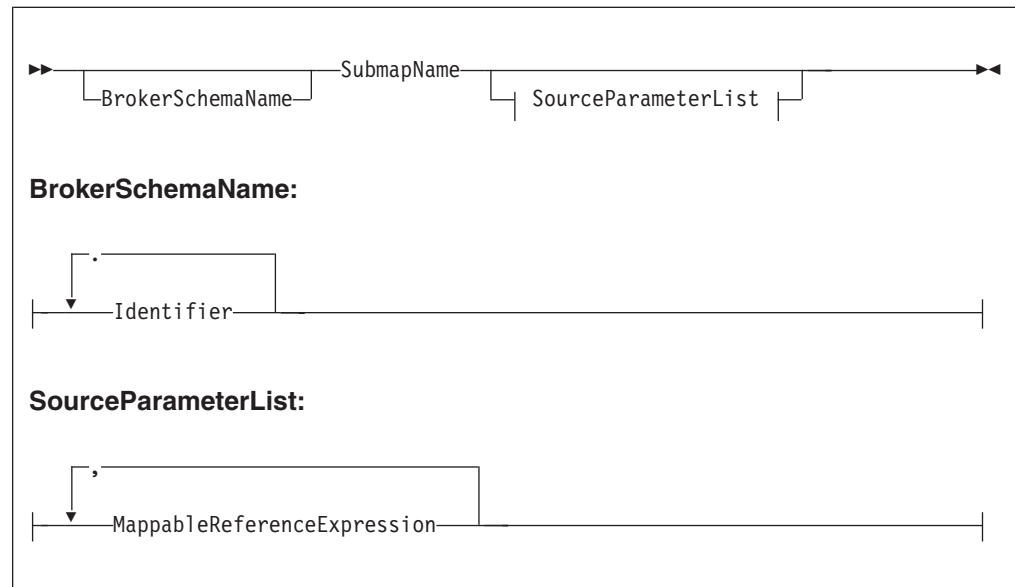 SubmapName
BrokerSchemaName
SourceParameterList
BrokerSchemaName:
.
Identifier
SourceParameterList:
,
MappableReferenceExpression